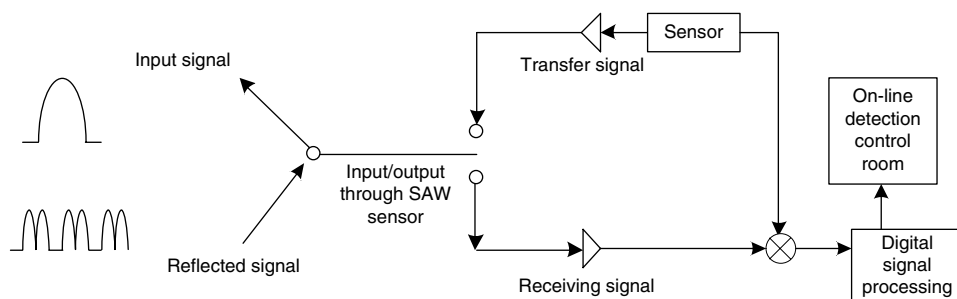 Input signal
Transfer signal
Sensor
On-line
detection
control
room
Input/output
through SAW
sensor
Reflected signal
Receiving signal
Digital
signal
processing